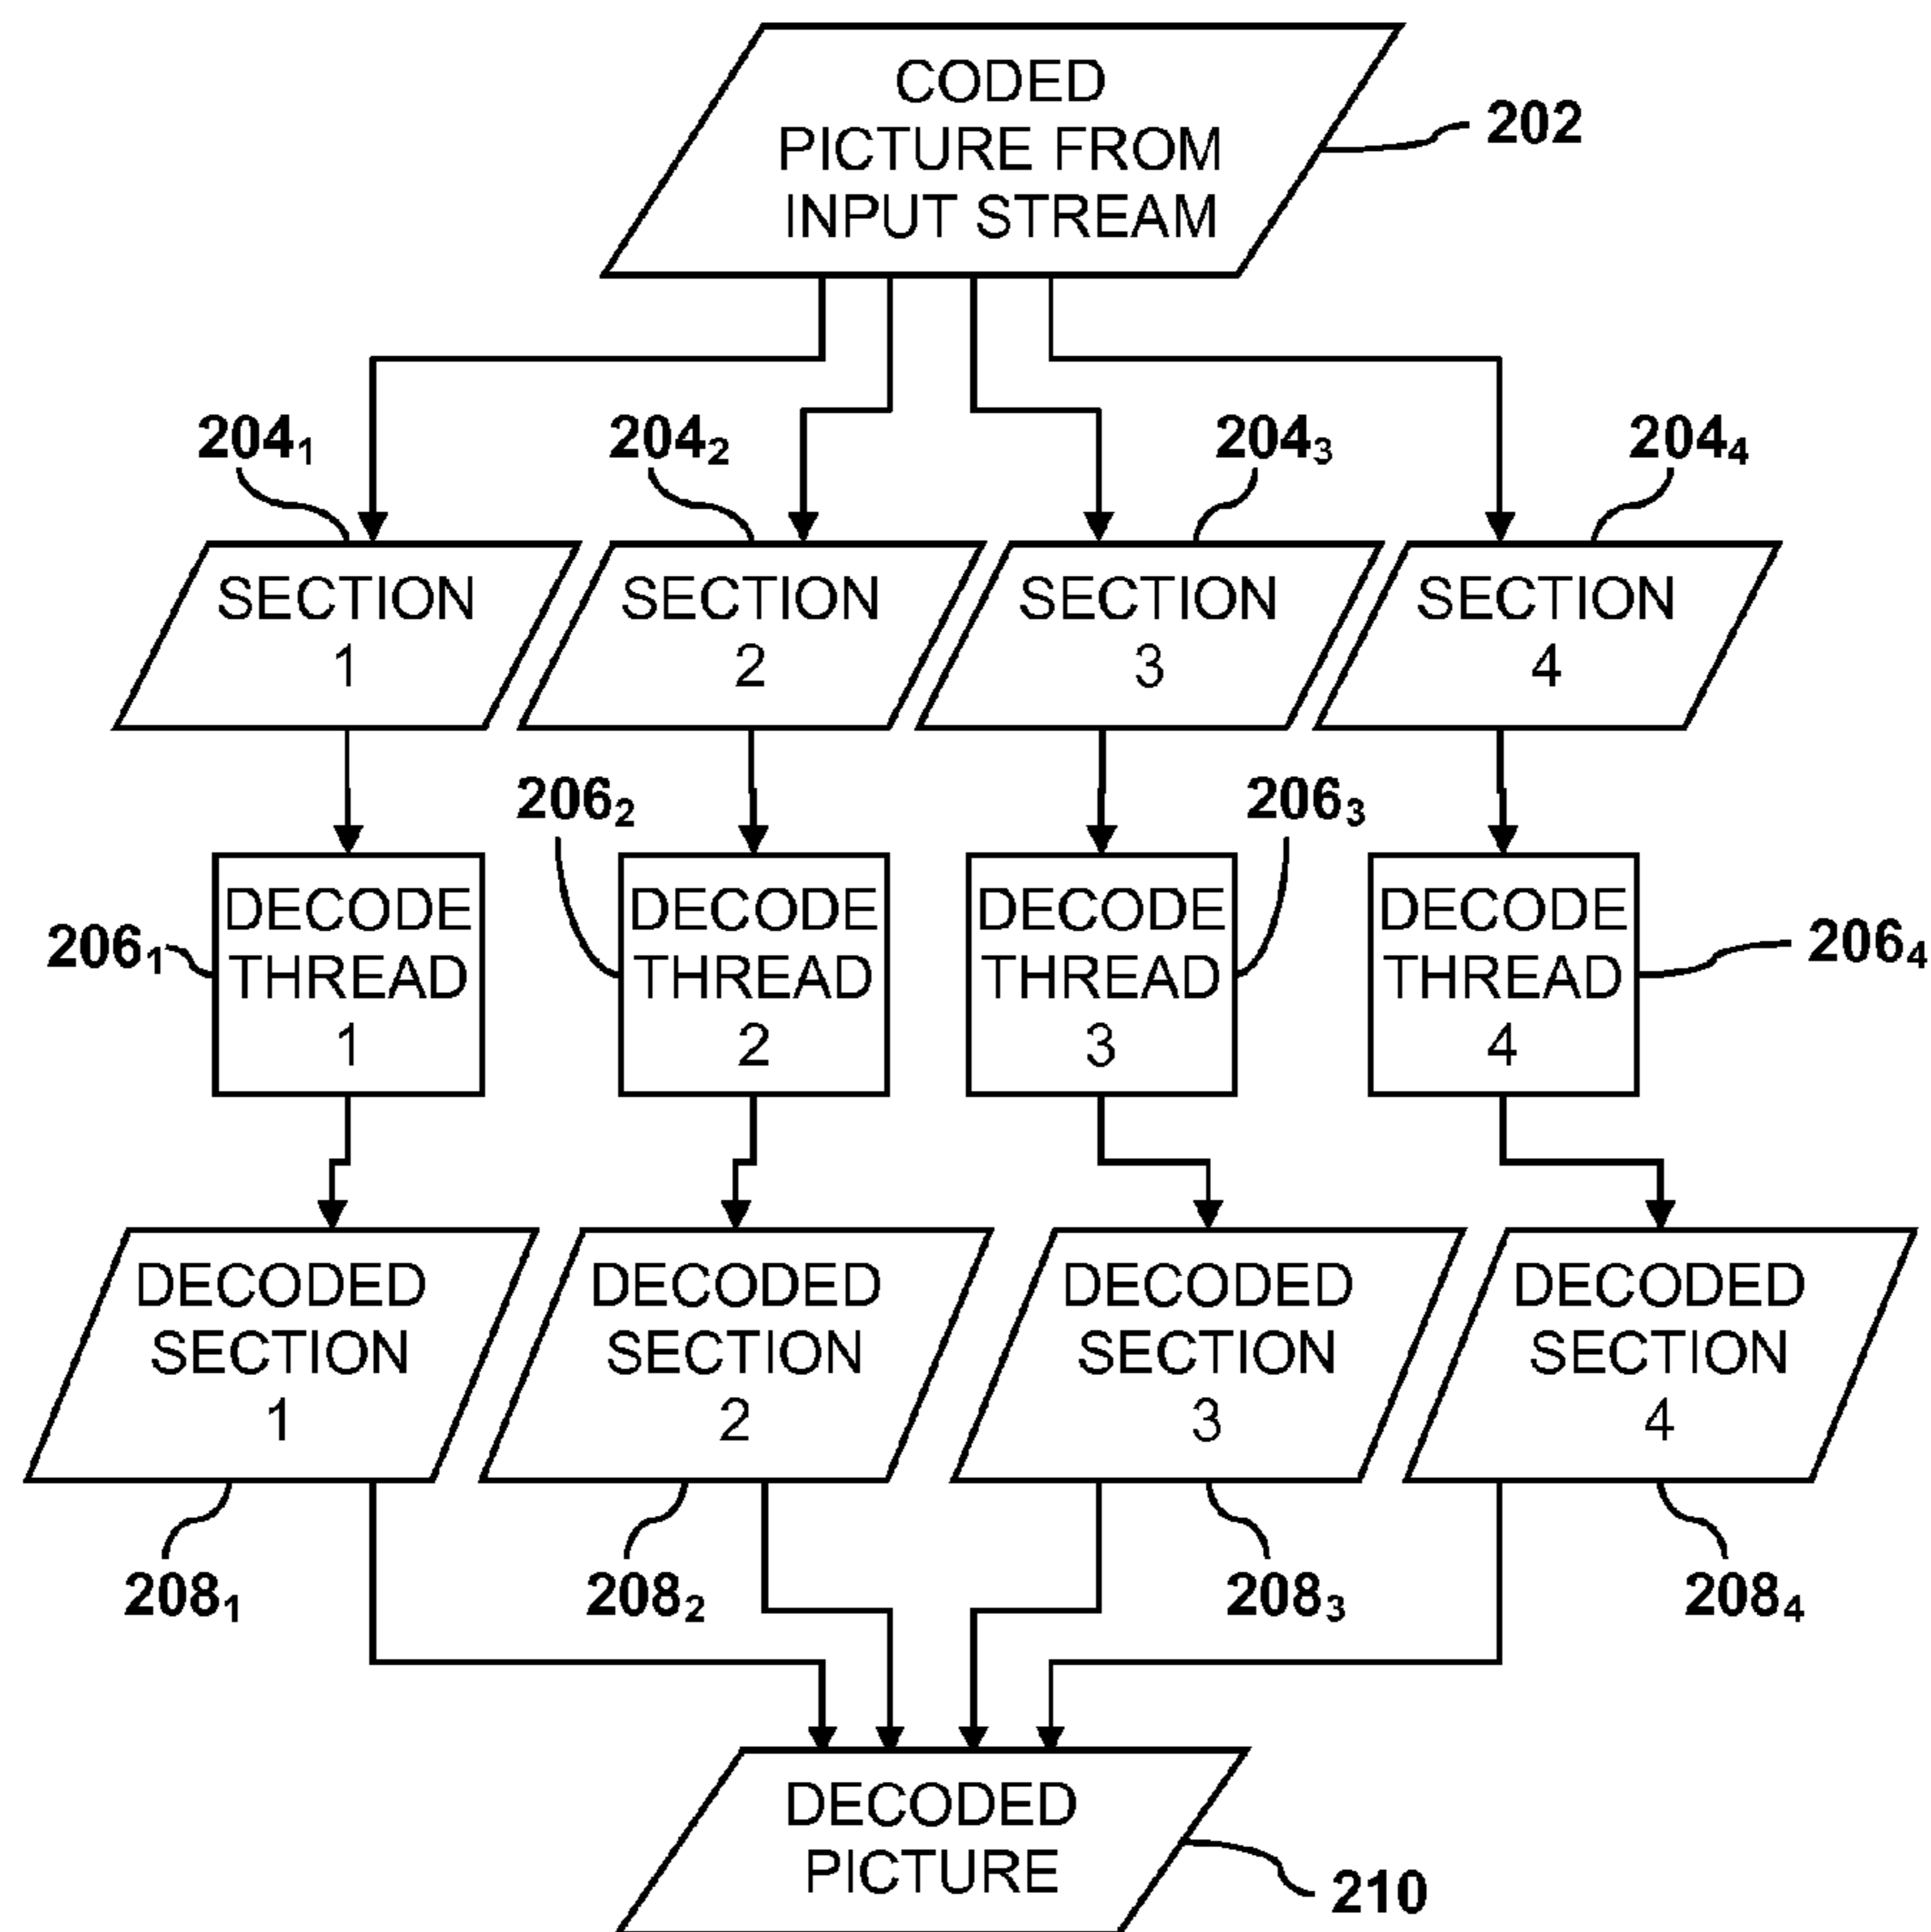 CODED
PICTURE FROM
INPUT STREAM
202
204₁
204₂
204₃
204₄
SECTION
1
SECTION
2
SECTION
3
SECTION
4
206₂
206₃
206₁
DECODE
THREAD
1
DECODE
THREAD
2
DECODE
THREAD
3
DECODE
THREAD
4
206₄
DECODED
SECTION
1
DECODED
SECTION
2
DECODED
SECTION
3
DECODED
SECTION
4
208₁
208₂
208₃
208₄
DECODED
PICTURE
210